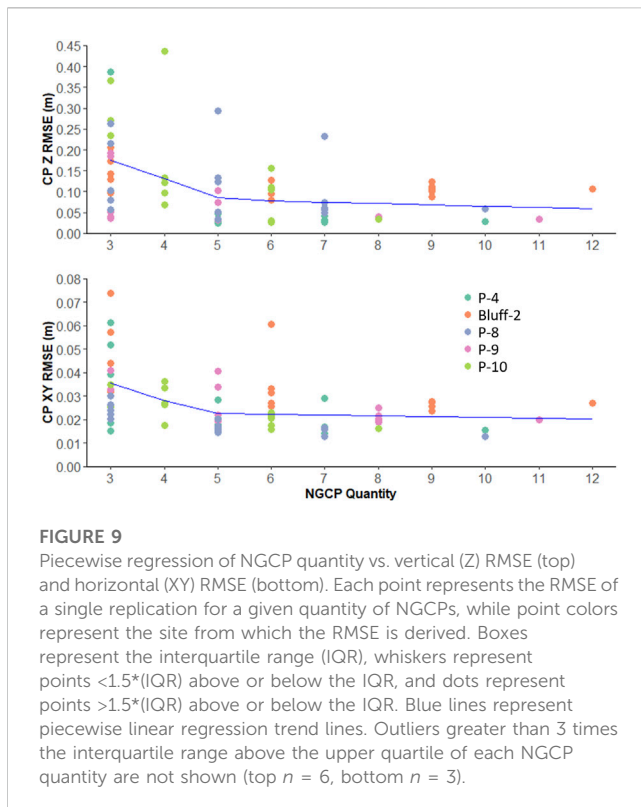 0.45
0.40
0.35
0.30
0.25
0.20
0.15
0.10
0.05
0.00
CP Z RMSE (m)
3 4 5 6 7 8 9 10 11 12
0.08
0.07
0.06
0.05
0.04
0.03
0.02
0.01
0.00
CP XY RMSE (m)
P-4
Bluff-2
P-8
P-9
P-10
3 4 5 6 7 8 9 10 11 12
NGCP Quantity
FIGURE 9
Piecewise regression of NGCP quantity vs. vertical (Z) RMSE (top)
and horizontal (XY) RMSE (bottom). Each point represents the RMSE of
a single replication for a given quantity of NGCPs, while point colors
represent the site from which the RMSE is derived. Boxes
represent the interquartile range (IQR), whiskers represent
points <1.5*(IQR) above or below the IQR, and dots represent
points >1.5*(IQR) above or below the IQR. Blue lines represent
piecewise linear regression trend lines. Outliers greater than 3 times
the interquartile range above the upper quartile of each NGCP
quantity are not shown (top n = 6, bottom n = 3).